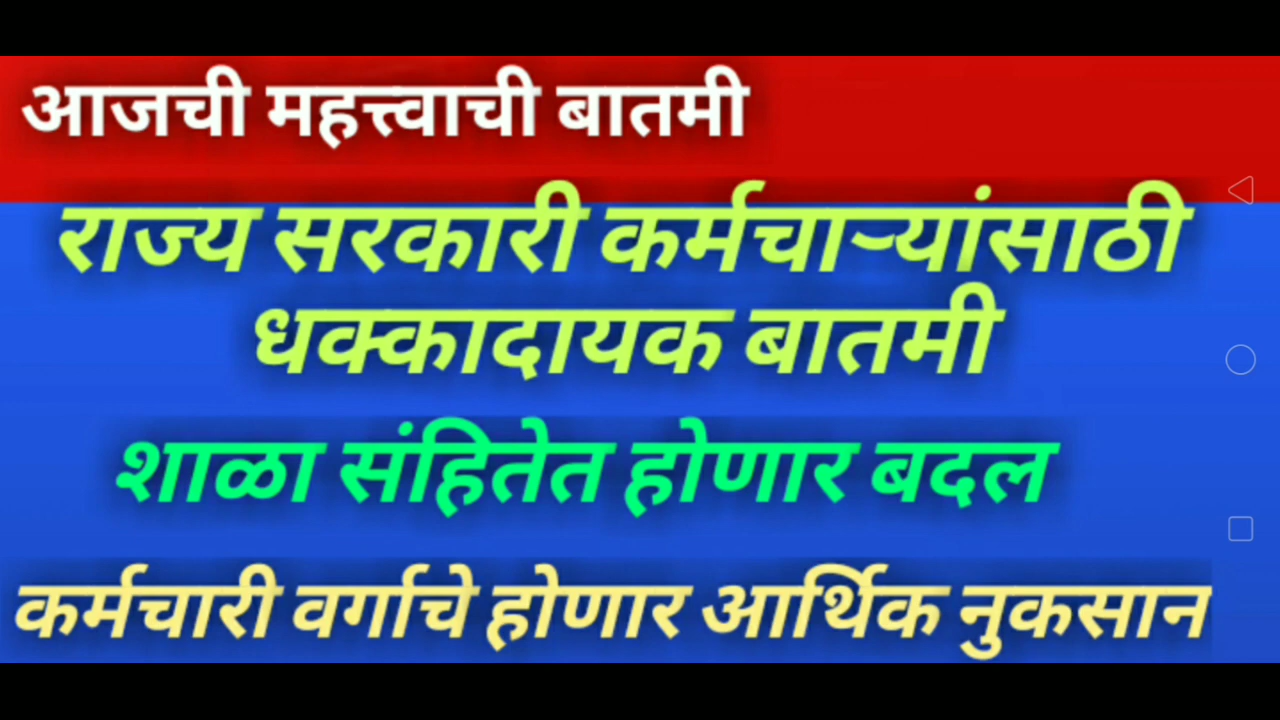 आजची महत्त्वाची बातमी
राज्य सरकारी कर्मचाऱ्यांसाठी
धक्कादायक बातमी
शाळा संहितेत होणार बदल
कर्मचारी वर्गाचे होणार आर्थिक नुकसान